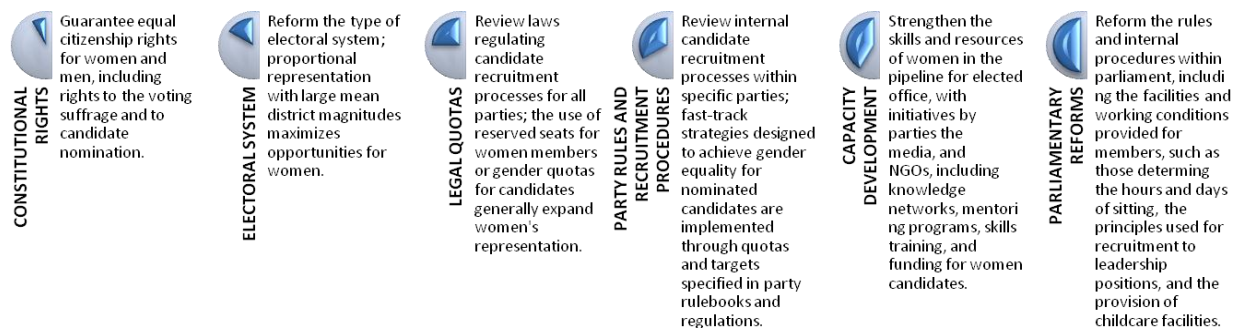 CONSTITUTIONAL
RIGHTS
Guarantee equal
citizenship rights
for women and
men, including
rights to the voting
suffrage and to
candidate
nomination.
ELECTORAL SYSTEM
Reform the type of
electoral system;
proportional
representation
with large mean
district magnitudes
maximizes
opportunities for
women.
LEGAL QUOTAS
Review laws
regulating
candidate
recruitment
processes for all
parties; the use of
reserved seats for
women members
or gender quotas
for candidates
generally expand
women's
representation.
PARTY RULES AND
RECRUITMENT
PROCEDURES
Review internal
candidate
recruitment
processes within
specific parties;
fast-track
strategies designed
to achieve gender
equality for
nominated
candidates are
implemented
through quotas
and targets
specified in party
rulebooks and
regulations.
CAPACITY
DEVELOPMENT
Strengthen the
skills and resources
of women in the
pipeline for elected
office, with
initiatives by
parties the
media, and
NGOs, including
knowledge
networks, mentori
ng programs, skills
training, and
funding for women
candidates.
PARLIAMENTARY
REFORMS
Reform the rules
and internal
procedures within
parliament, includi
ng the facilities and
working conditions
provided for
members, such as
those determing
the hours and days
of sitting, the
principles used for
recruitment to
leadership
positions, and the
provision of
childcare facilities.